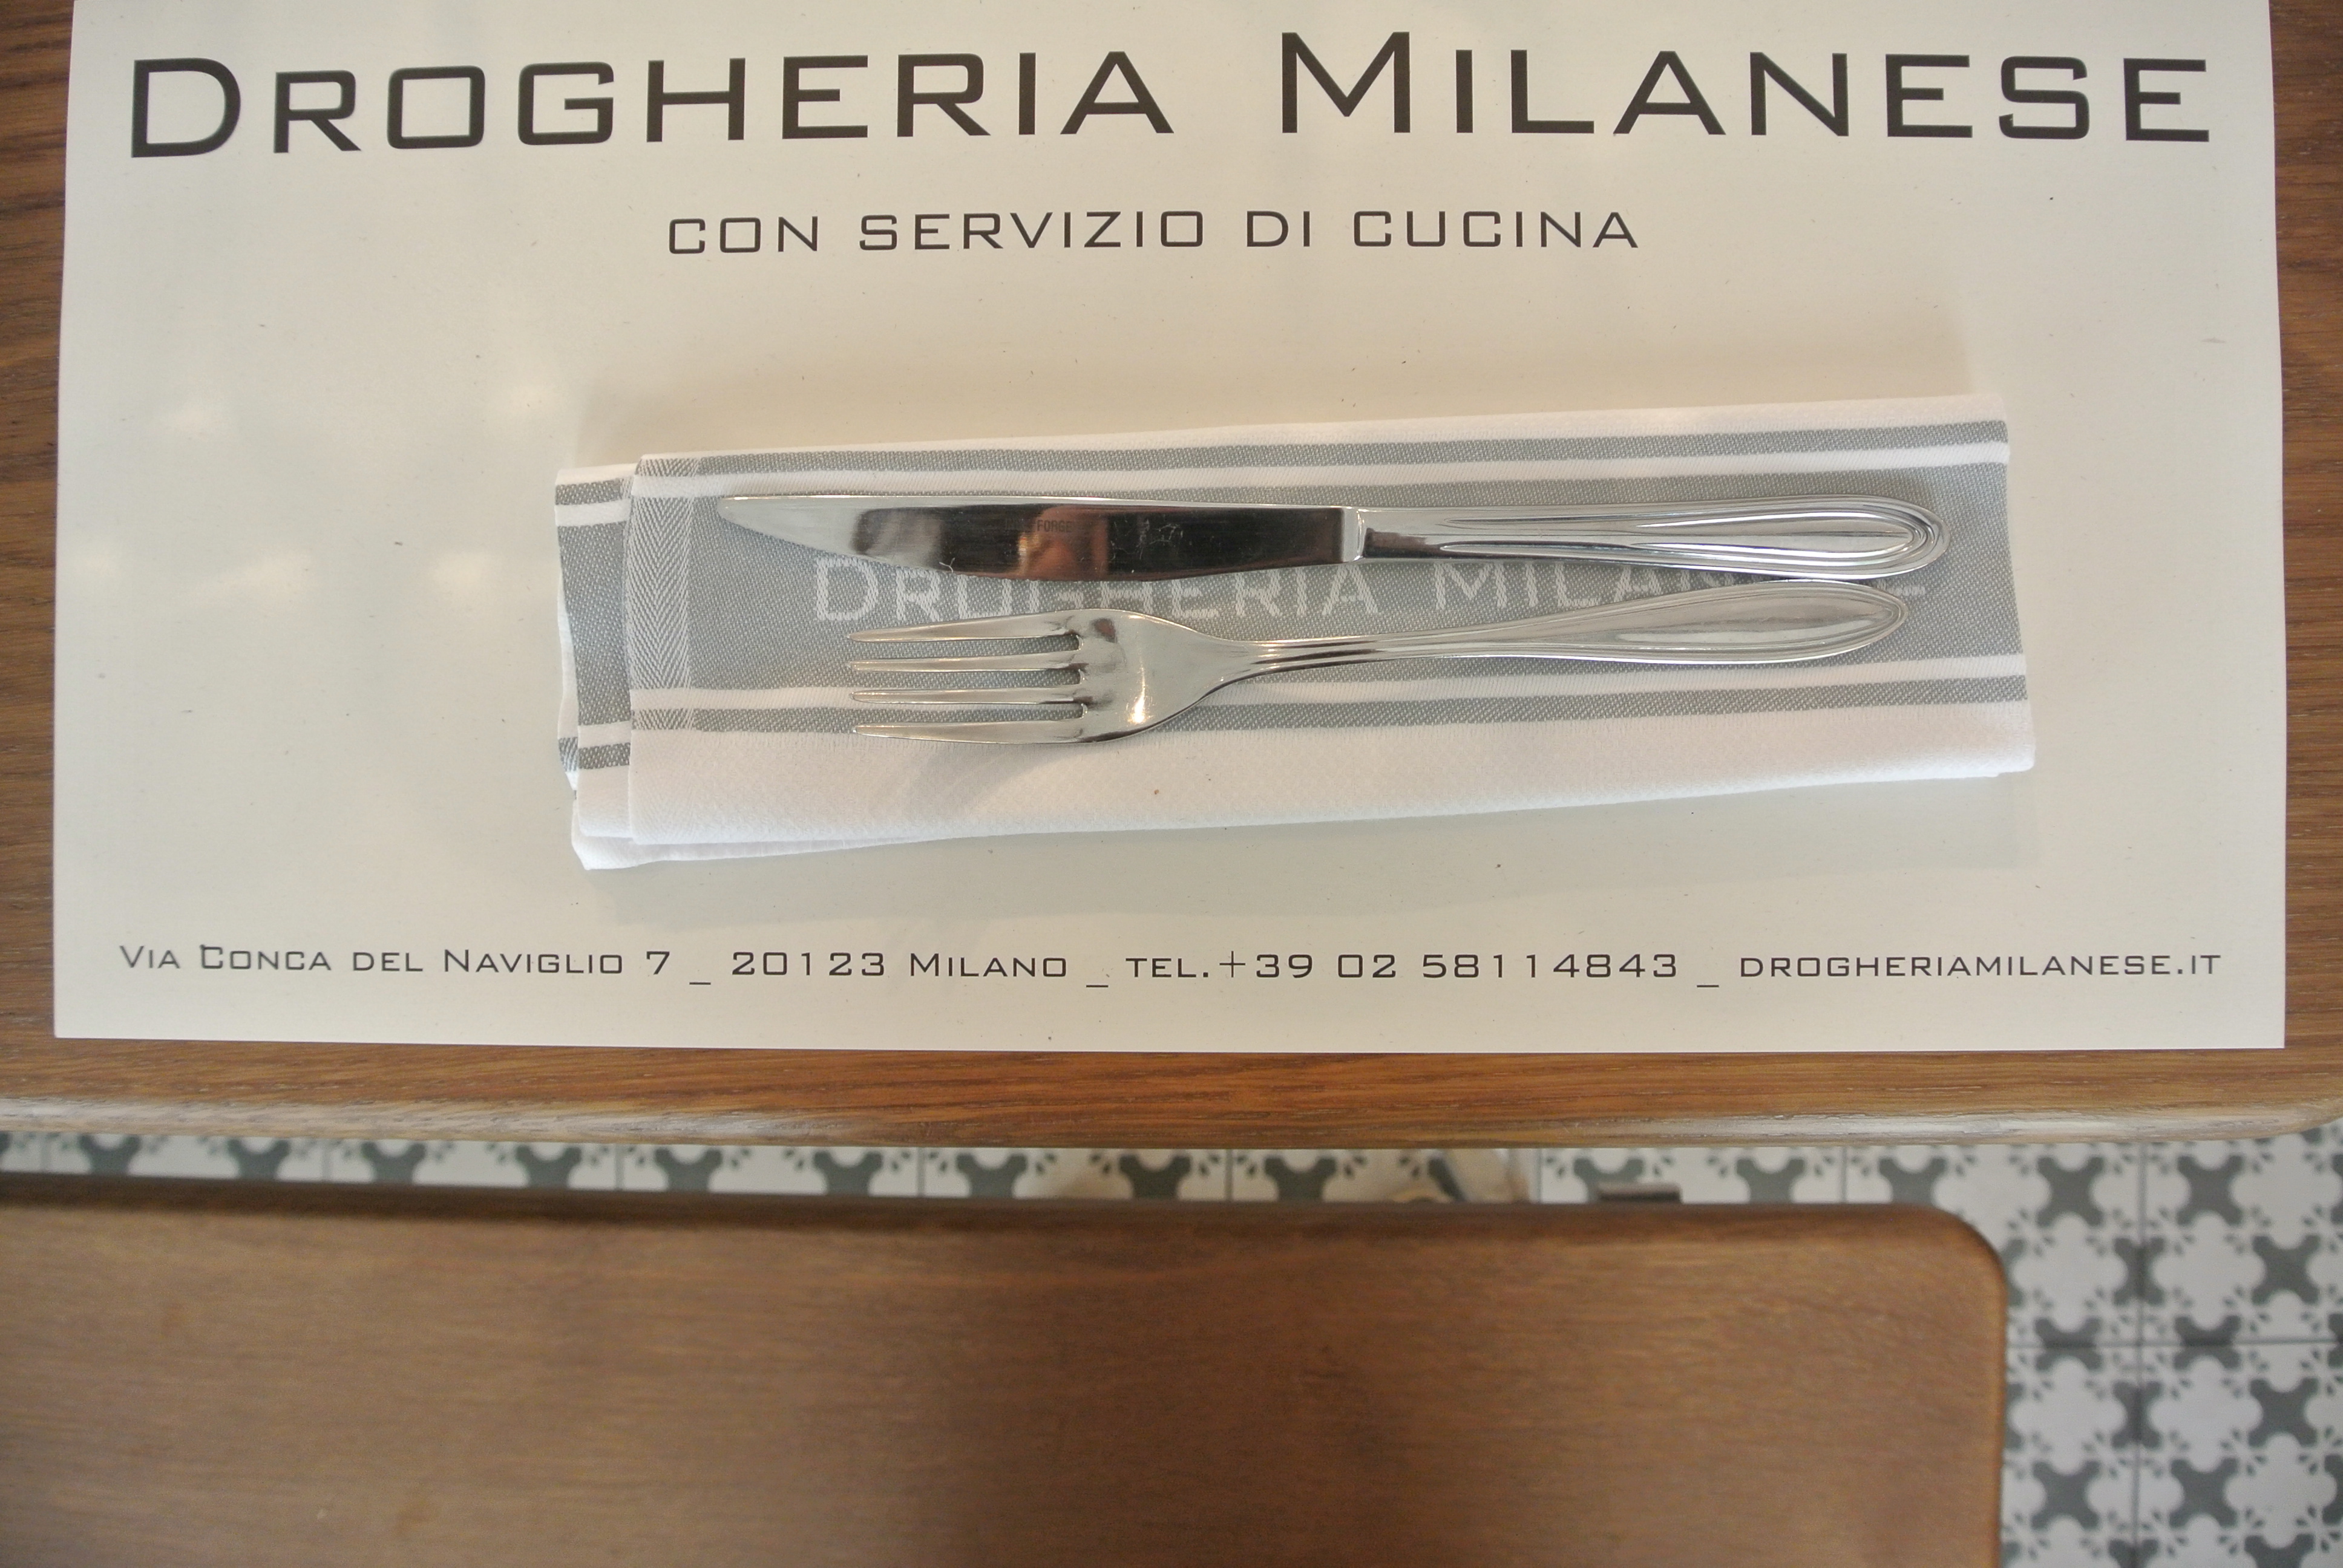 DROGHERIA MILANESE
CON SERVIZIO DI CUCINA
FORGE
DROGHERIA MILANESE
VIA CONCA DEL NAVIGLIO 7 _ 20123 MILANO _ TEL.+39 02 58114843 _ DROGHERIAMILANESE.IT